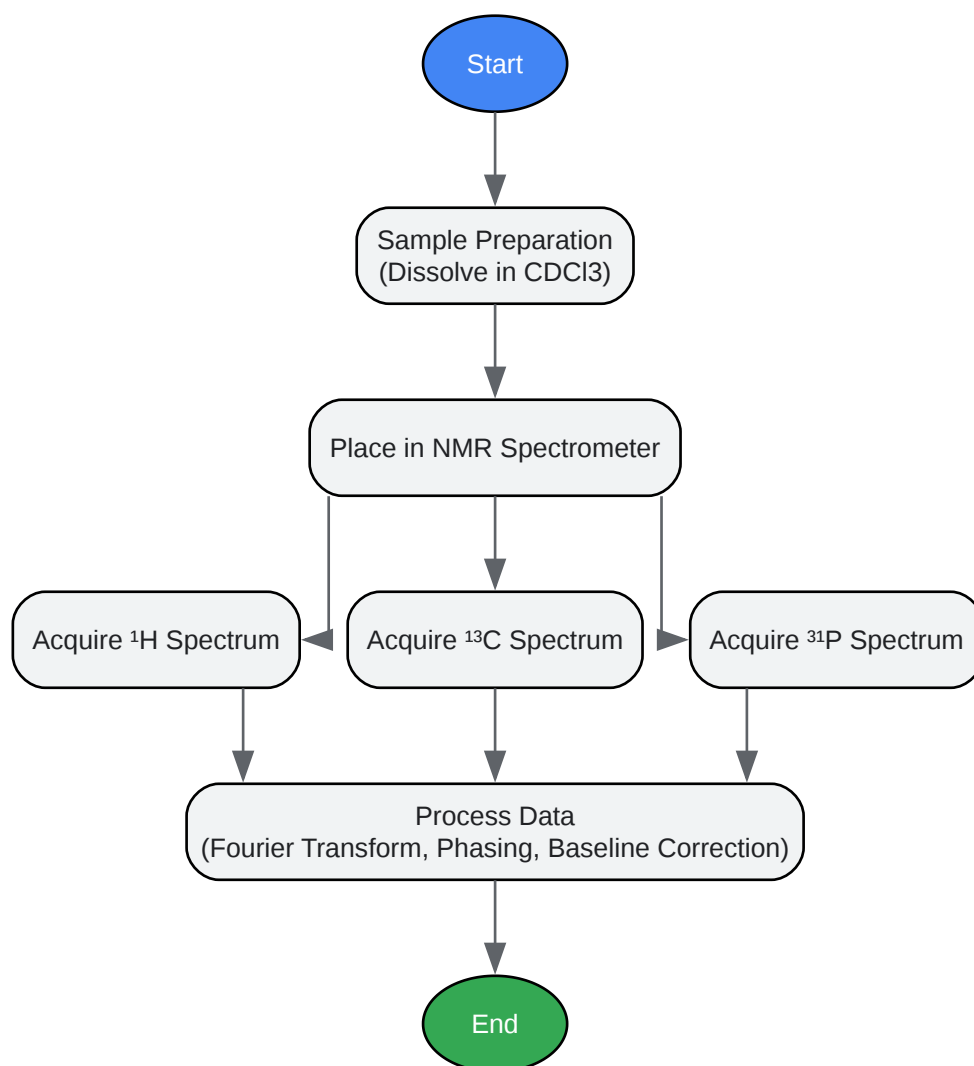 Start
Sample Preparation
(Dissolve in CDCl3)
Place in NMR Spectrometer
Acquire ¹H Spectrum
Acquire ¹³C Spectrum
Acquire ³¹P Spectrum
Process Data
(Fourier Transform, Phasing, Baseline Correction)
End